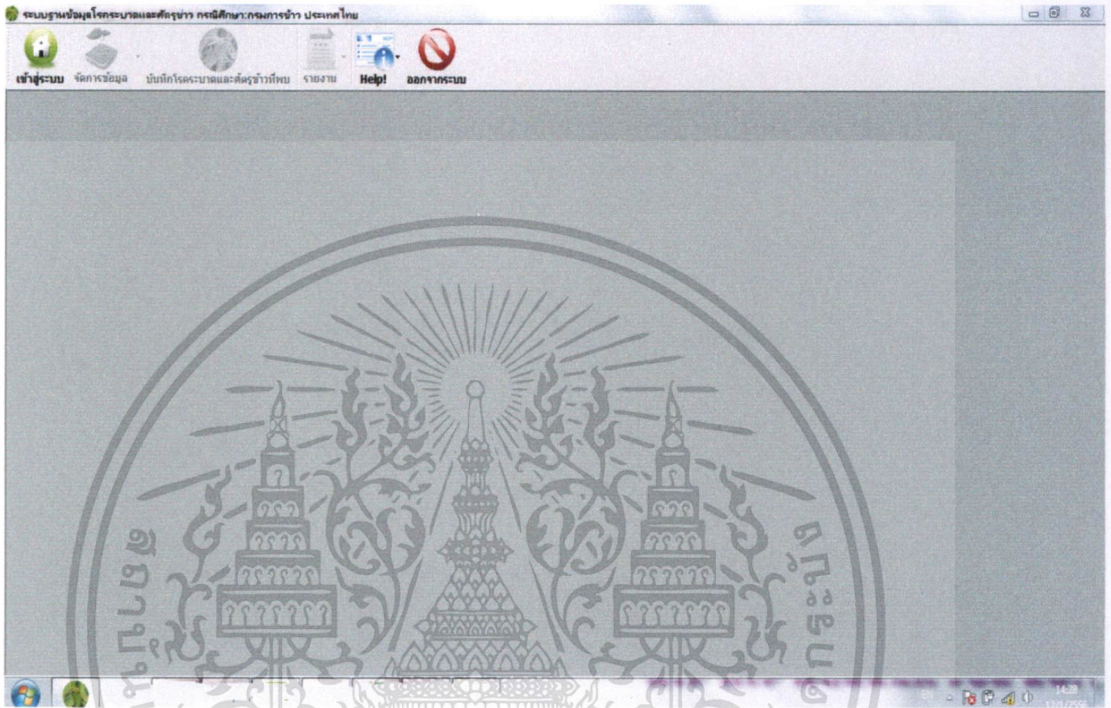 ระบบฐานข้อมูลโรคระบาดและศัตรูข้าว กรณีศึกษา:กรมการข้าว ประเทศไทย
เข้าสู่ระบบ จัดการข้อมูล บันทึกโรคระบาดและศัตรูข้าวที่พบ รายงาน Help! ออกจากระบบ
EN 14:28